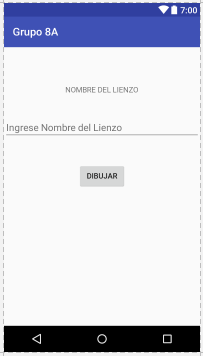 7:00
Grupo 8A
NOMBRE DEL LIENZO
Ingrese Nombre del Lienzo
DIBUJAR